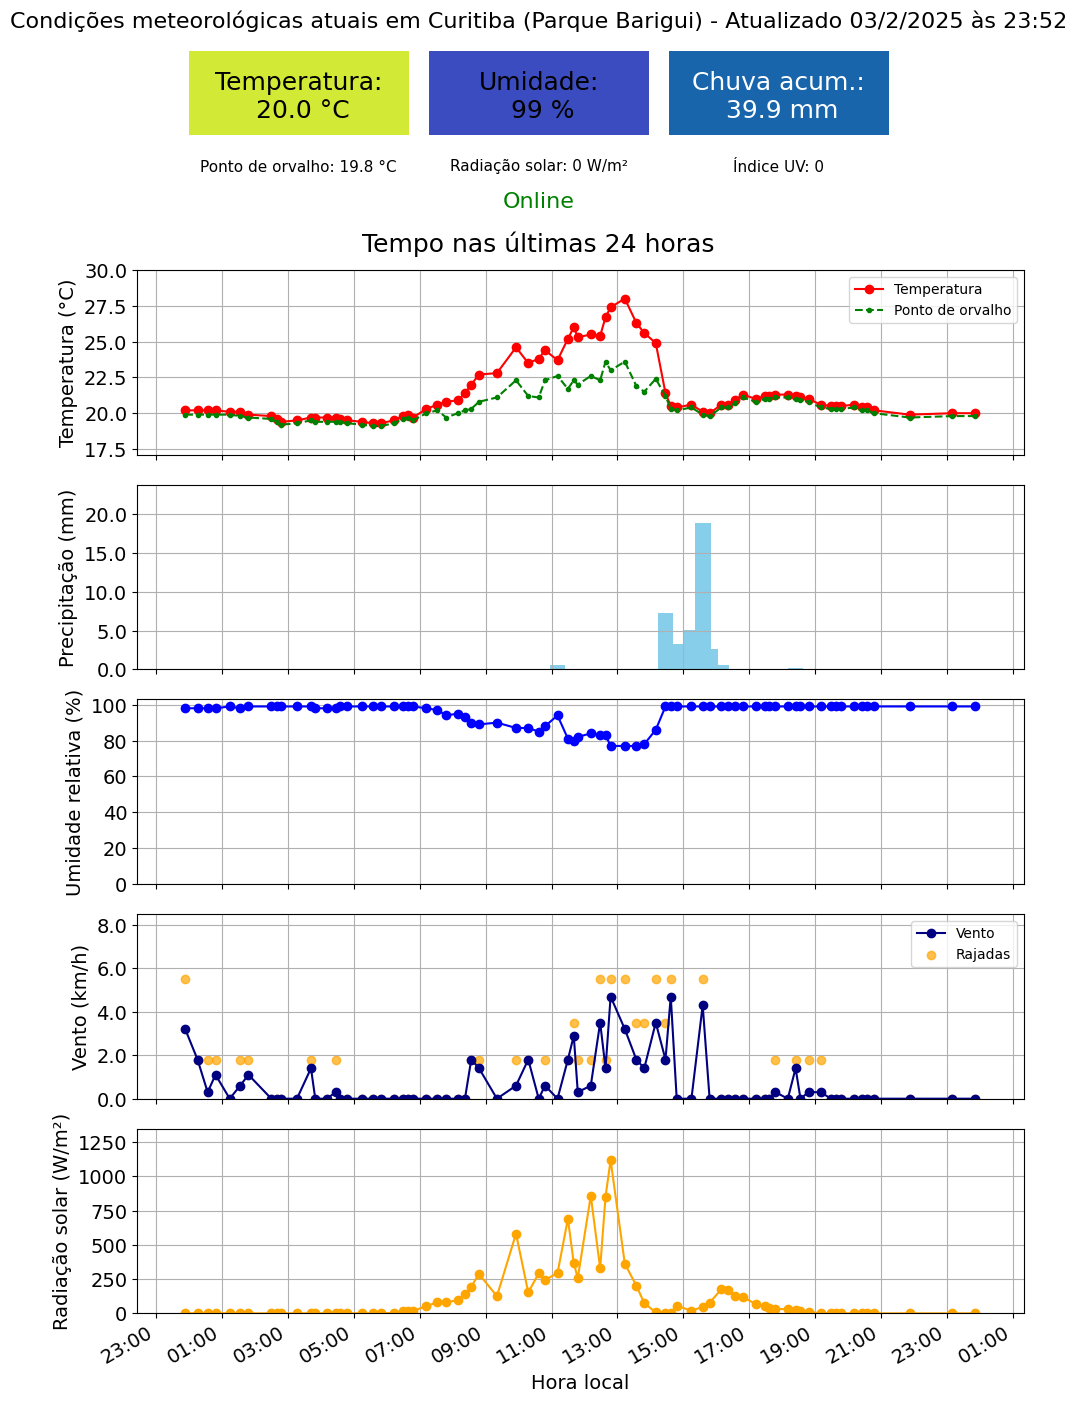 Condições meteorológicas atuais em Curitiba (Parque Barigui) - Atualizado 03/2/2025 às 23:52
Temperatura:
20.0 °C
Umidade:
99 %
Chuva acum.:
39.9 mm
Ponto de orvalho: 19.8 °C
Radiação solar: 0 W/m²
Índice UV: 0
Online
Tempo nas últimas 24 horas
Temperatura (°C)
30.0
27.5
25.0
22.5
20.0
17.5
Temperatura
Ponto de orvalho
Precipitação (mm)
20.0
15.0
10.0
5.0
0.0
Umidade relativa (%)
100
80
60
40
20
0
Vento (km/h)
8.0
6.0
4.0
2.0
0.0
Vento
Rajadas
Radiação solar (W/m²)
1250
1000
750
500
250
0
23:00
01:00
03:00
05:00
07:00
09:00
11:00
13:00
15:00
17:00
19:00
21:00
23:00
01:00
Hora local